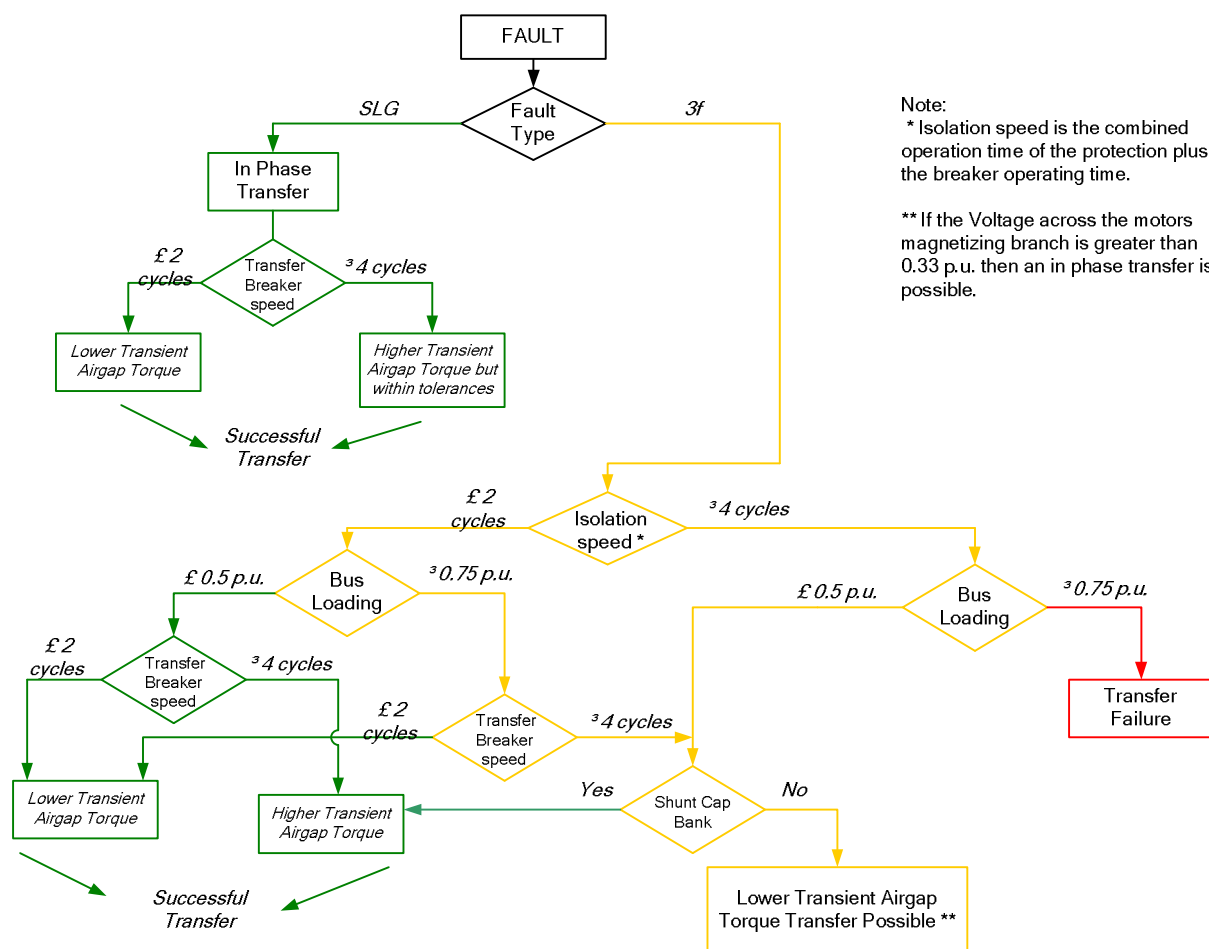 FAULT
SLG
Fault
Type
3f
Note:
* Isolation speed is the combined
operation time of the protection plus
the breaker operating time.
** If the Voltage across the motors
magnetizing branch is greater than
0.33 p.u. then an in phase transfer is
possible.
In Phase
Transfer
£ 2
cycles
Transfer
Breaker
speed
³ 4 cycles
Lower Transient
Airgap Torque
Higher Transient
Airgap Torque but
within tolerances
Successful
Transfer
£ 2
cycles
Isolation
speed *
³ 4 cycles
£ 0.5 p.u.
Bus
Loading
³ 0.75 p.u.
£ 0.5 p.u.
Bus
Loading
³ 0.75 p.u.
£ 2
cycles
Transfer
Breaker
speed
³ 4 cycles
£ 2
cycles
Transfer
Breaker
speed
³ 4 cycles
Transfer
Failure
Lower Transient
Airgap Torque
Higher Transient
Airgap Torque
Yes
Shunt Cap
Bank
No
Successful
Transfer
Lower Transient Airgap
Torque Transfer Possible **